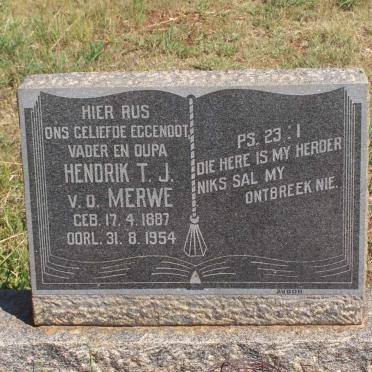 HIER RUS
ONS GELIEFDE EGGENOOT,
VADER EN OUPA
HENDRIK T. J.
V. D. MERWE
GEB. 17. 4. 1887
OORL. 31. 8. 1954
PS. 23 : 1
DIE HERE IS MY HERDER
NIKS SAL MY
ONTBREEK NIE.